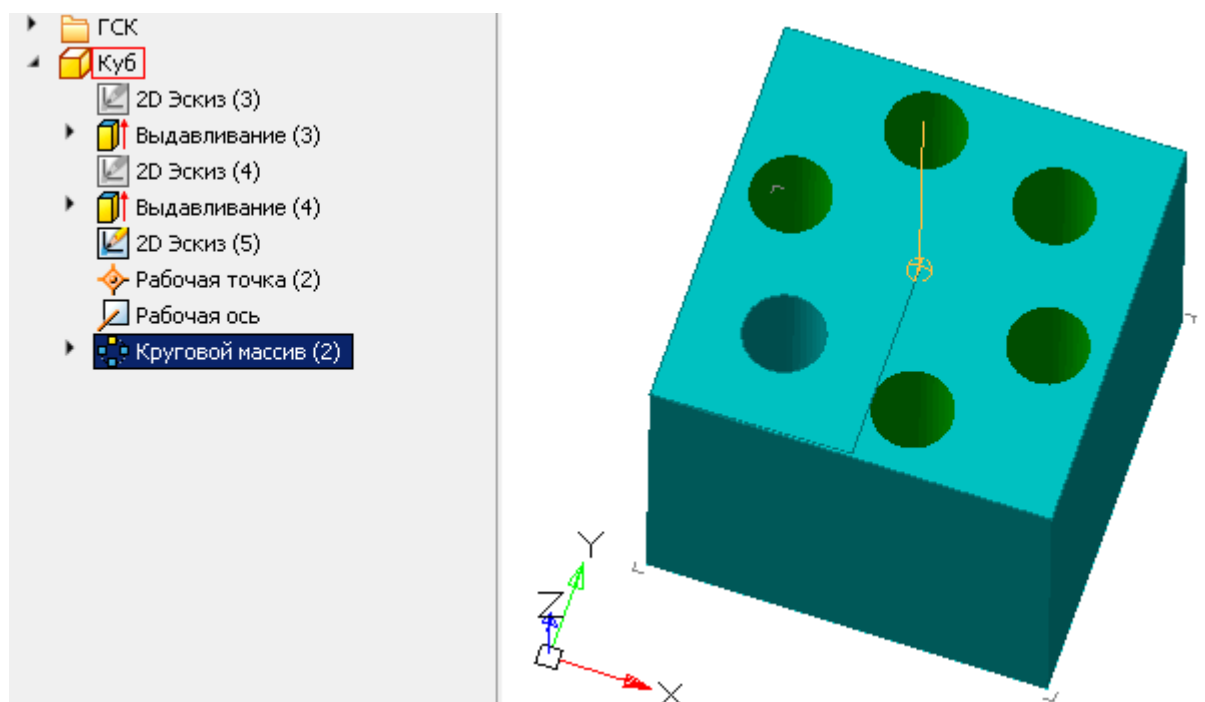 ГСК
Куб
2D Эскиз (3)
Выдавливание (3)
2D Эскиз (4)
Выдавливание (4)
2D Эскиз (5)
Рабочая точка (2)
Рабочая ось
Круговой массив (2)
Y
Z
X